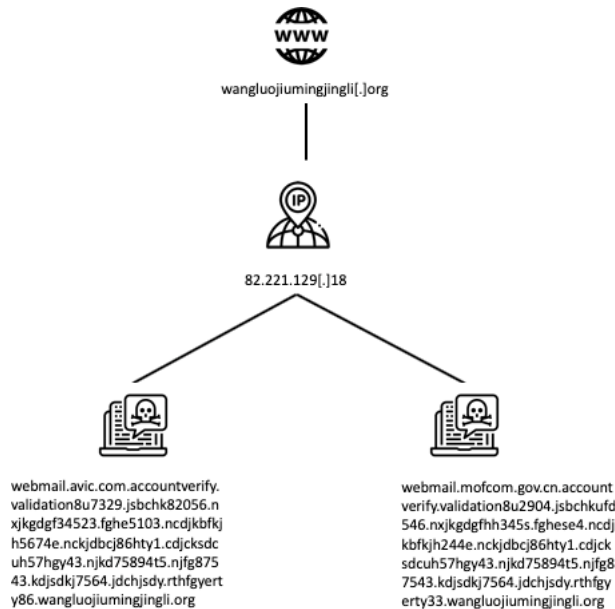 WWW
wangluojiumingjingli[.]org
IP
82.221.129[.]18
webmail.avic.com.accountverify.
validation8u7329.jsbchk82056.n
xjkgdgf34523.fghe5103.ncdjkbfkj
h5674e.nckjdbcj86hty1.cdjcksdc
uh57hgy43.njkd75894t5.njfg875
43.kdjsdkj7564.jdchjsdy.rthfgyert
y86.wangluojiumingjingli.org
webmail.mofcom.gov.cn.account
verify.validation8u2904.jsbchkufd
546.nxjkgdgfhh345s.fghese4.ncdj
kbfkjh244e.nckjdbcj86hty1.cdjck
sdcuh57hgy43.njkd75894t5.njfg8
7543.kdjsdkj7564.jdchjsdy.rthfgy
erty33.wangluojiumingjingli.org